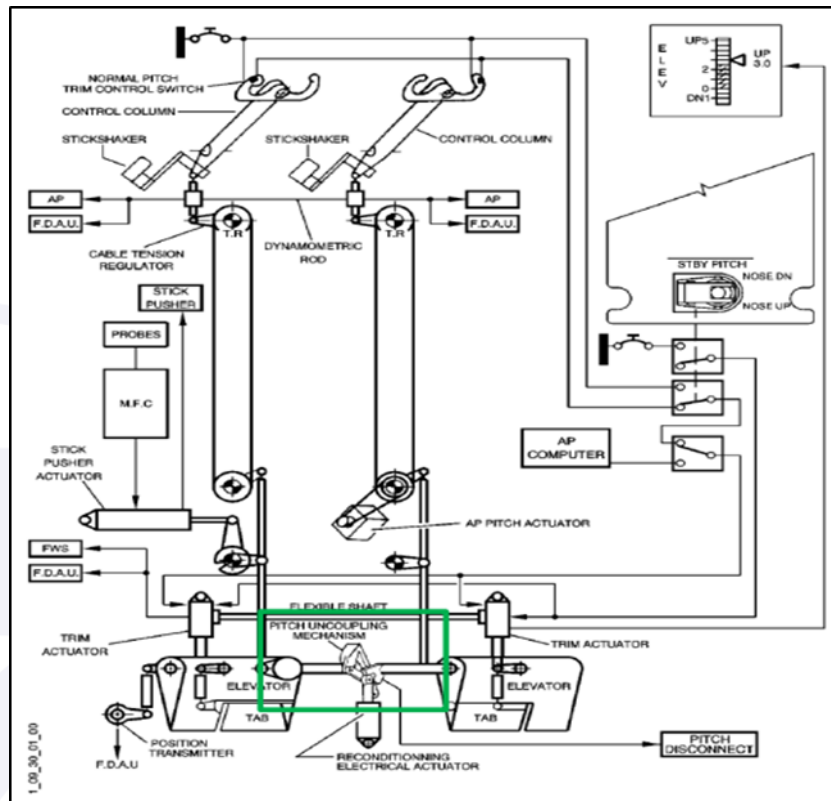 UP5
E
L
E
V
2
0
DN1
UP
3.0
NORMAL PITCH
TRIM CONTROL SWITCH
CONTROL COLUMN
STICKSHAKER
STICKSHAKER
CONTROL COLUMN
AP
F.D.A.U.
T.R
T.R
AP
F.D.A.U.
CABLE TENSION
REGULATOR
DYNAMOMETRIC
ROD
STBY PITCH
NOSE DN
NOSE UP
STICK
PUSHER
PROBES
M.F.C
STICK
PUSHER
ACTUATOR
AP
COMPUTER
AP PITCH ACTUATOR
FWS
F.D.A.U.
FLEXIBLE SHAFT
TRIM
ACTUATOR
PITCH UNCOUPLING
MECHANISM
TRIM ACTUATOR
ELEVATOR
ELEVATOR
TAB
TAB
POSITION
TRANSMITTER
F.D.A.U
RECONDITIONNING
ELECTRICAL ACTUATOR
PITCH
DISCONNECT
1_09_30_01_00